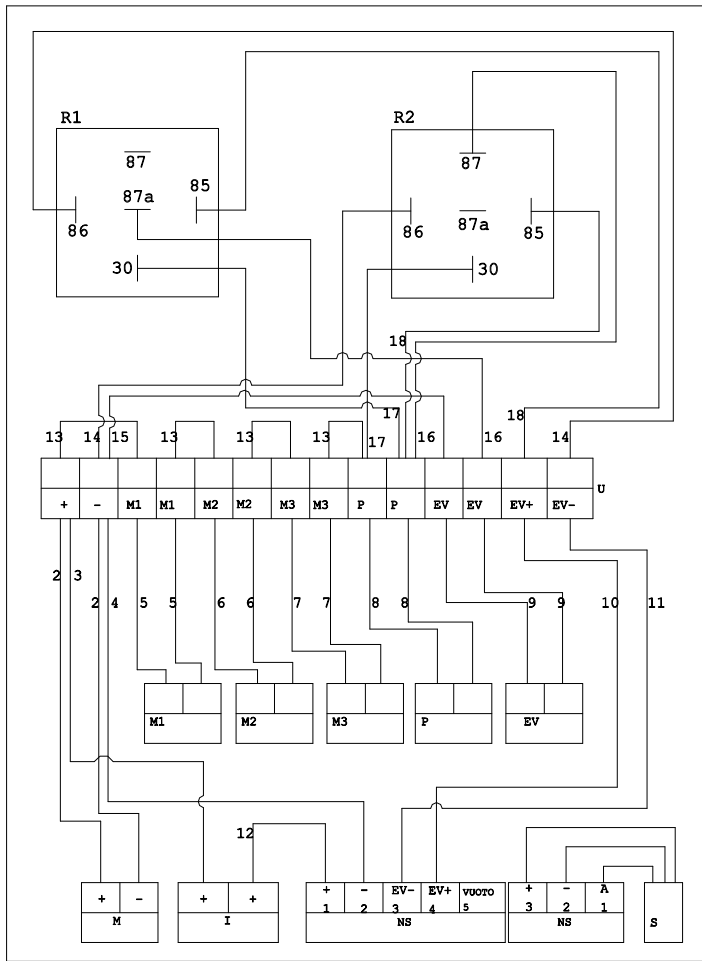 R1
R2
87
87
87a
85
86
87a
86
85
30
30
18
13
14
15
13
13
13
17
17
16
16
18
14
U
+
-
M1
M1
M2
M2
M3
M3
P
P
EV
EV
EV+
EV-
2
3
2
4
5
5
6
6
7
7
8
8
9
9
10
11
M1
M2
M3
P
EV
12
+
-
M
+
+
I
+
-
EV-
EV+
VUOTO
1
2
3
4
5
NS
+
-
A
3
2
1
NS
S